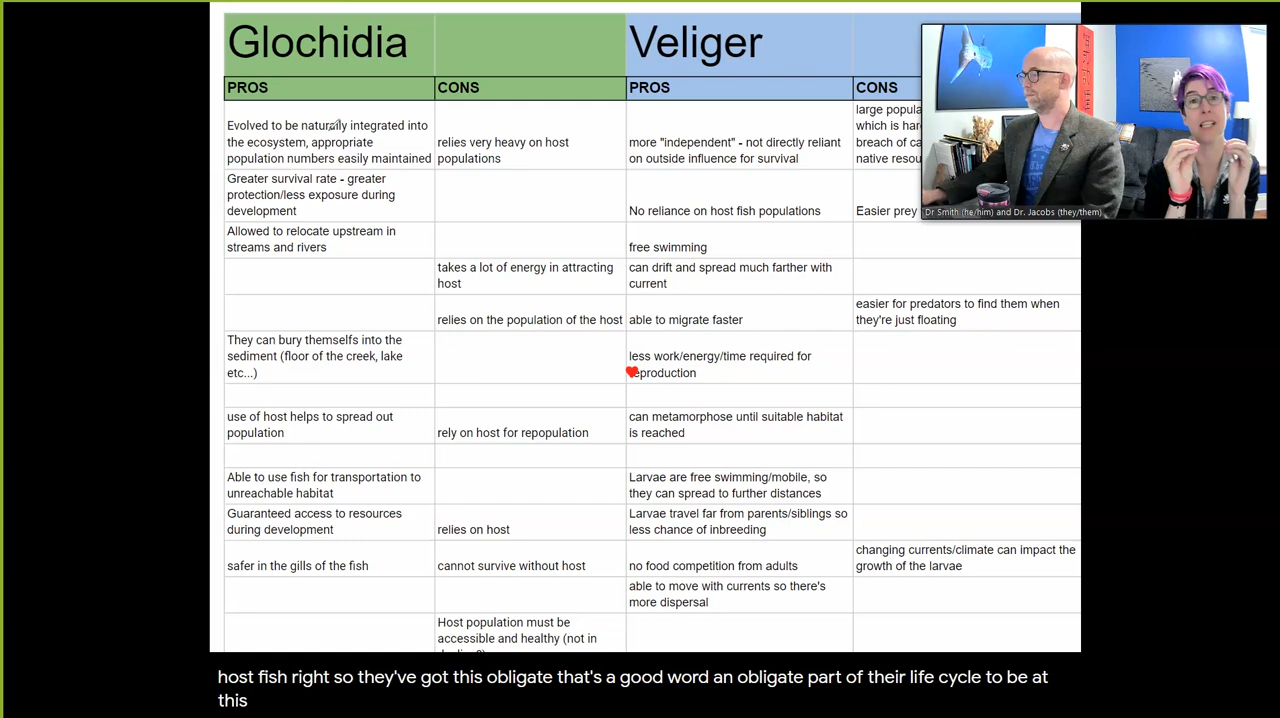 Glochidia
Veliger
PROS
CONS
PROS
CONS
Evolved to be naturally integrated into
the ecosystem, appropriate
population numbers easily maintained
relies very heavy on host
populations
more "independent" - not directly reliant
on outside influence for survival
large popula
which is har
breach of ca
native resou
Greater survival rate - greater
protection/less exposure during
development
No reliance on host fish populations
Easier prey
Allowed to relocate upstream in
streams and rivers
free swimming
takes a lot of energy in attracting
host
can drift and spread much farther with
current
relies on the population of the host
able to migrate faster
easier for predators to find them when
they're just floating
They can bury themselfs into the
sediment (floor of the creek, lake
etc...)
less work/energy/time required for
reproduction
use of host helps to spread out
population
rely on host for repopulation
can metamorphose until suitable habitat
is reached
Able to use fish for transportation to
unreachable habitat
Larvae are free swimming/mobile, so
they can spread to further distances
Guaranteed access to resources
during development
relies on host
Larvae travel far from parents/siblings so
less chance of inbreeding
safer in the gills of the fish
cannot survive without host
no food competition from adults
changing currents/climate can impact the
growth of the larvae
able to move with currents so there's
more dispersal
Host population must be
accessible and healthy (not in
Dr Smith (he/him) and Dr. Jacobs (they/them)
host fish right so they've got this obligate that's a good word an obligate part of their life cycle to be at
this